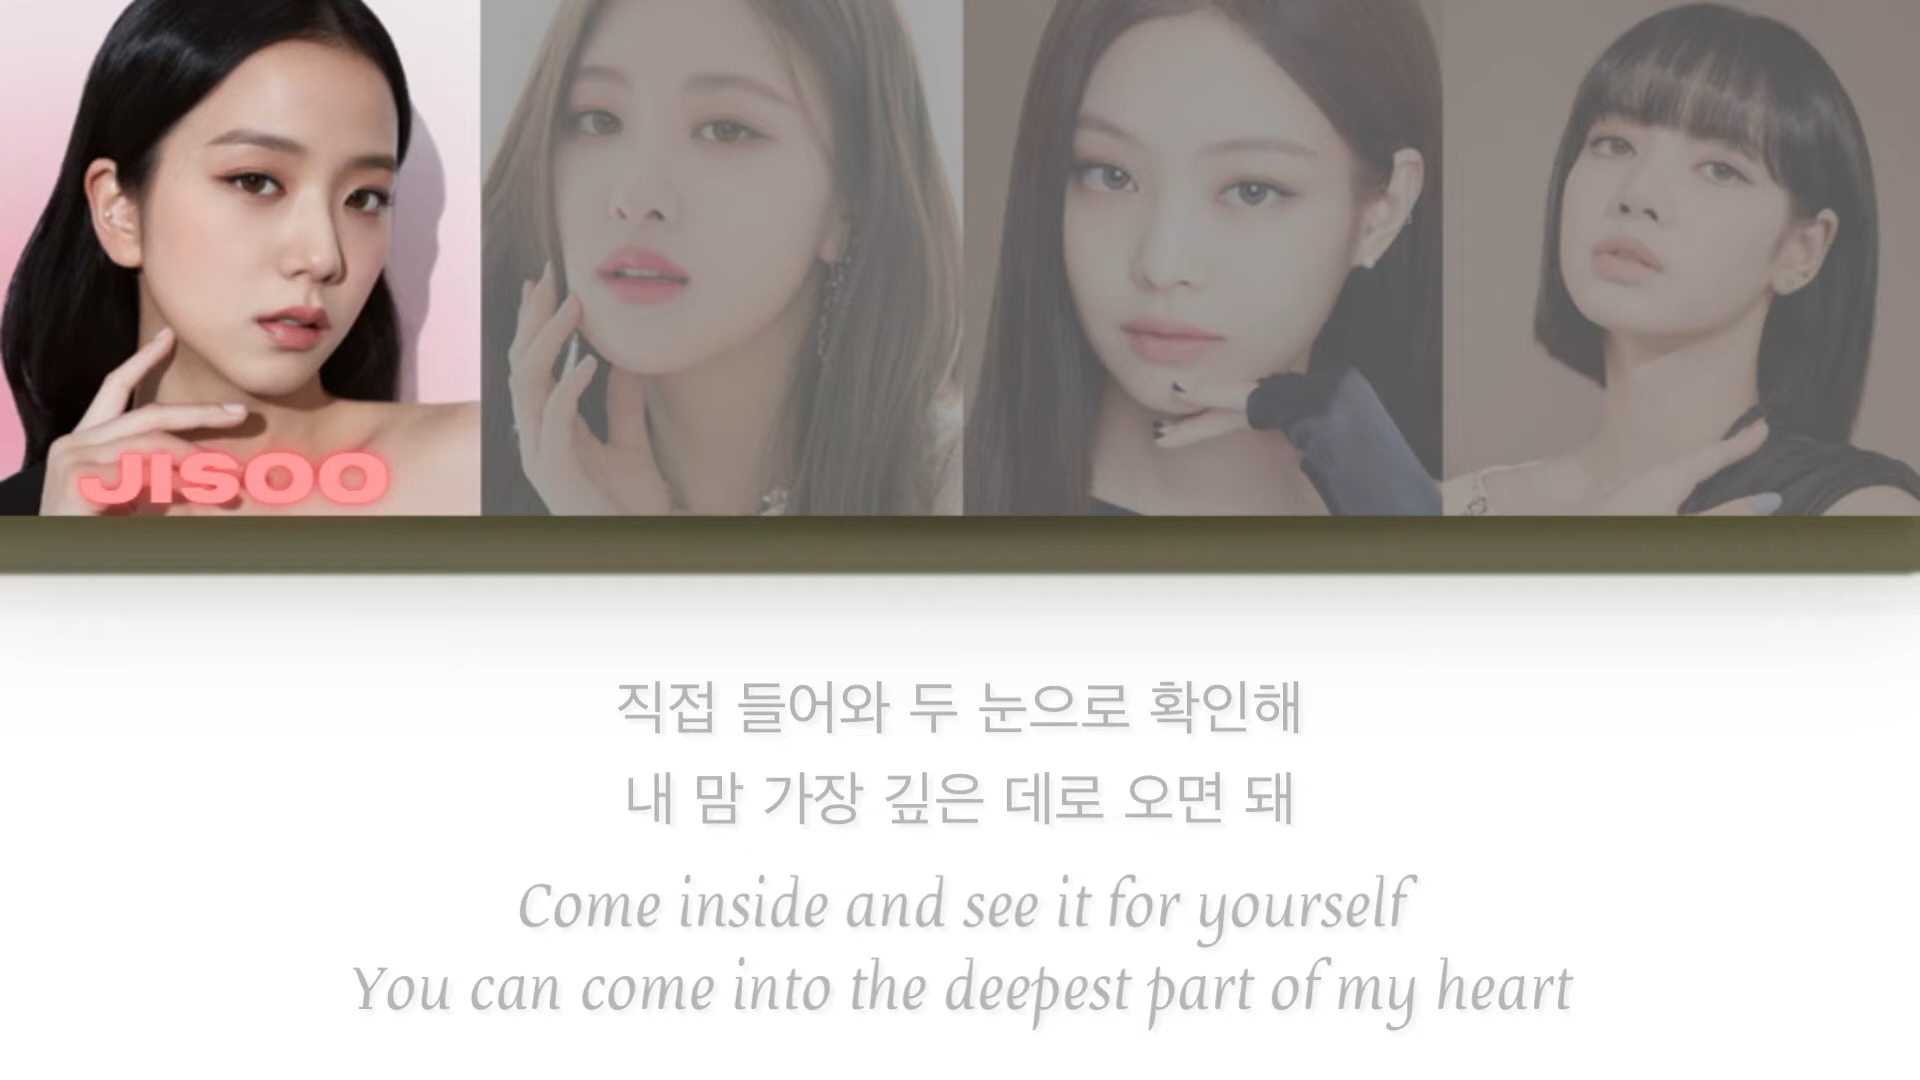 JISOO
직접 들어와 두 눈으로 확인해
내 맘 가장 깊은 데로 오면 돼
Come inside and see it for yourself
You can come into the deepest part of my heart